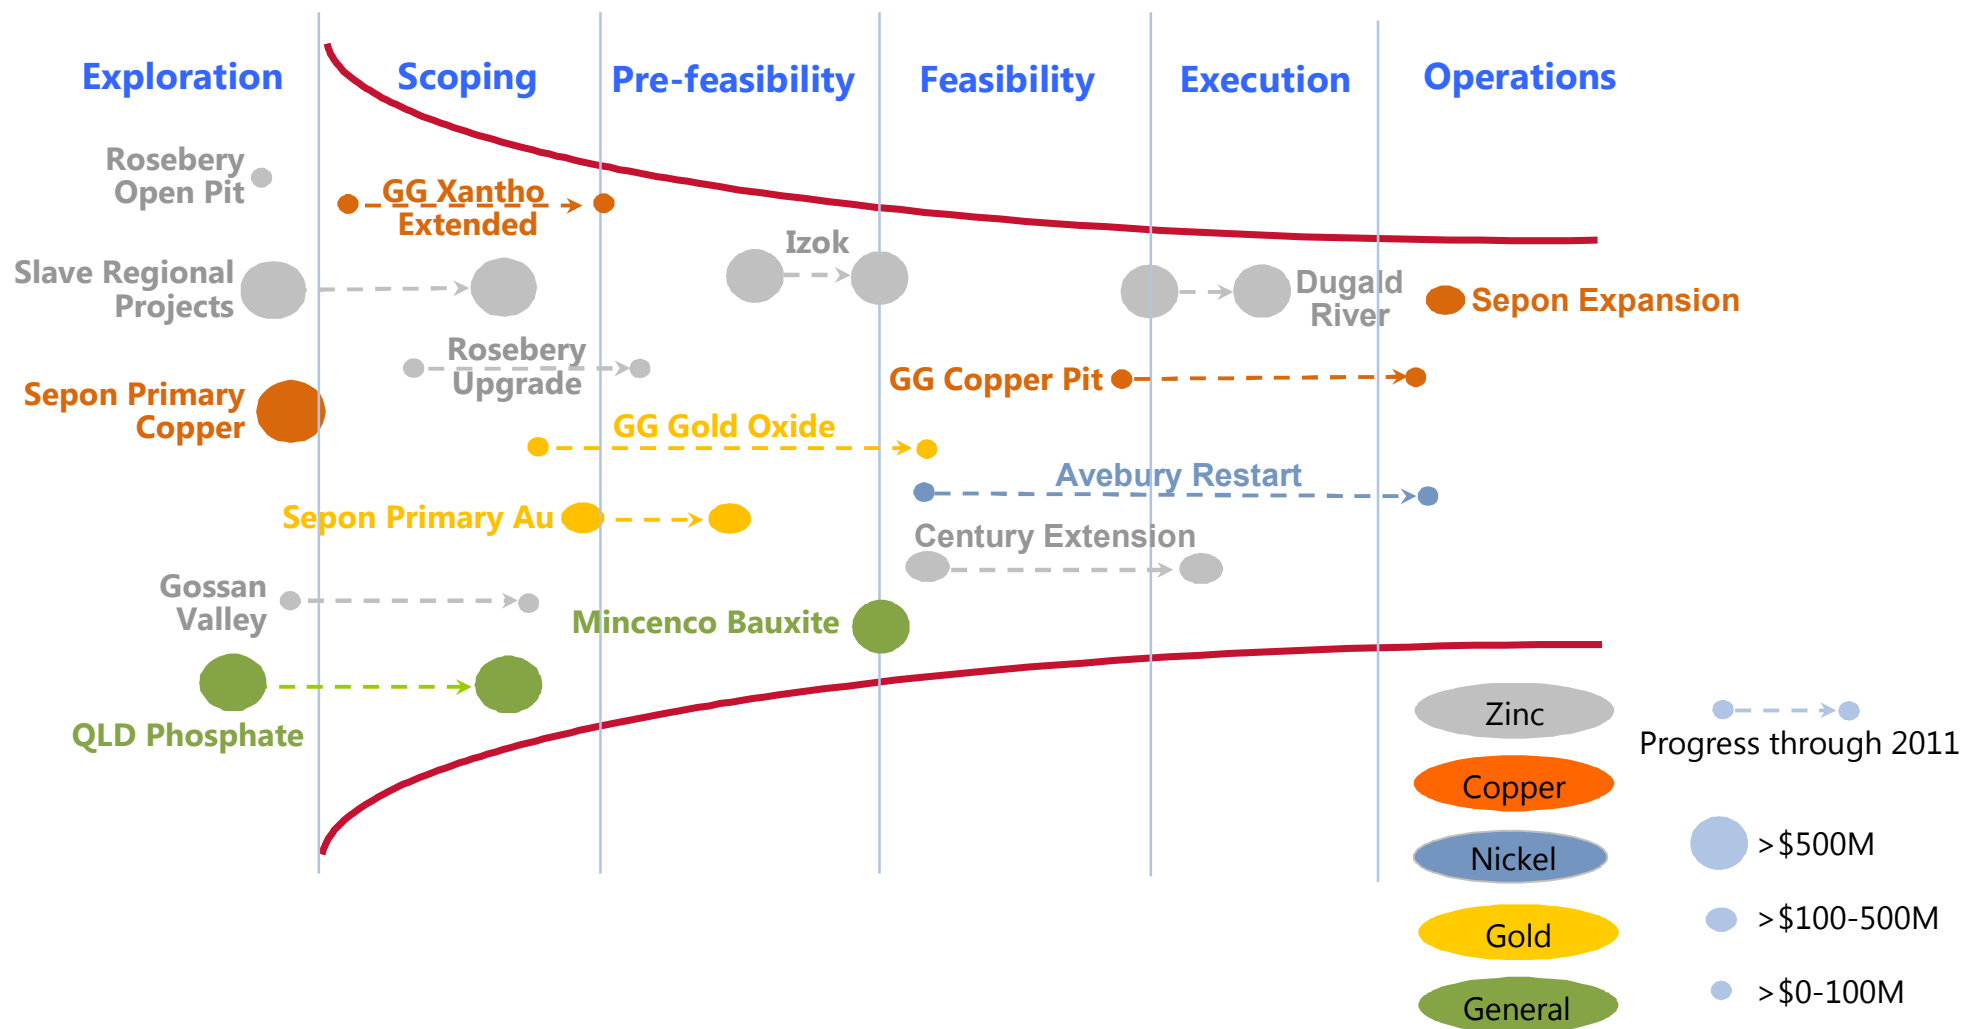 Exploration
Scoping
Pre-feasibility
Feasibility
Execution
Operations
Rosebery
Open Pit
GG Xantho
Extended
Izok
Slave Regional
Projects
Dugald
River
Sepon Expansion
Rosebery
Upgrade
GG Copper Pit
Sepon Primary
Copper
GG Gold Oxide
Avebury Restart
Sepon Primary Au
Century Extension
Gossan
Valley
Mincenco Bauxite
QLD Phosphate
Zinc
Progress through 2011
Copper
>$500M
Nickel
>$100-500M
Gold
>$0-100M
General